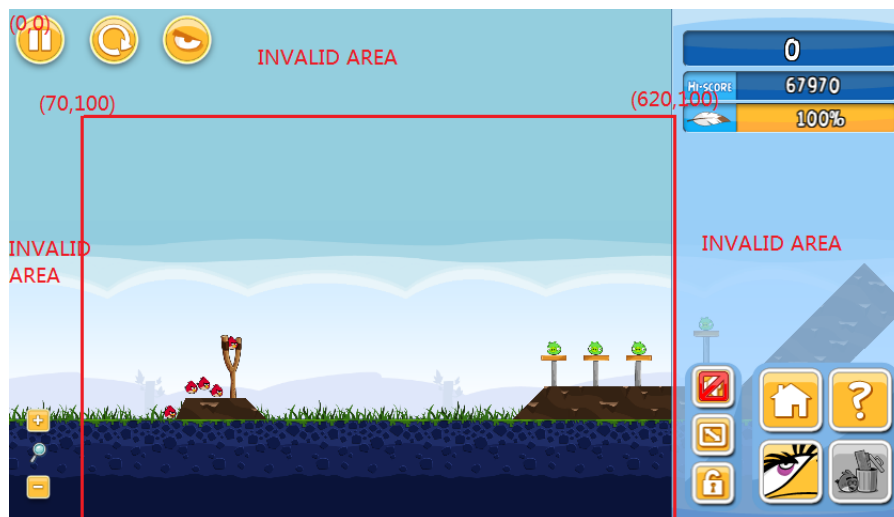 (0,0)
INVALID AREA
0
(70,100)
(620,100)
HI-SCORE 67970
100%
INVALID
AREA
INVALID AREA
+
-
?